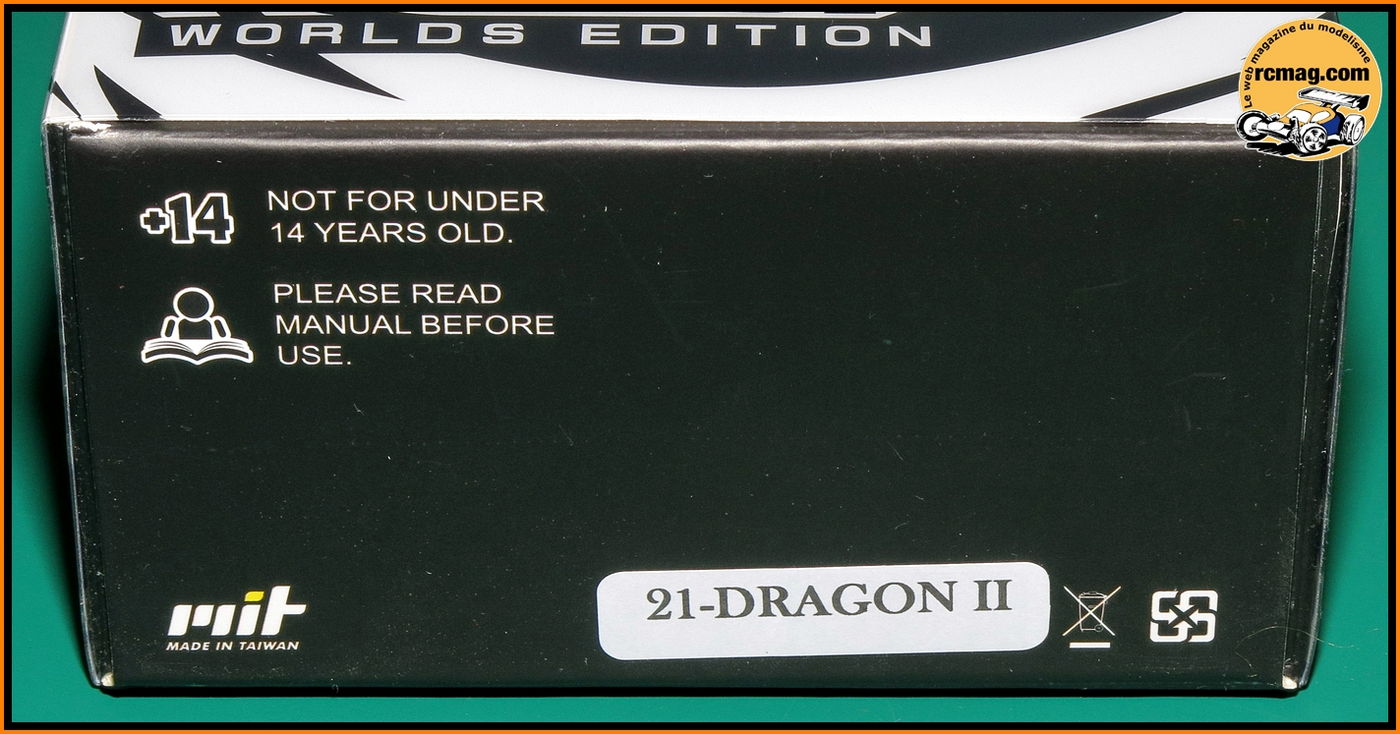 WORLDS EDITION
Le web magazine du modelisme
rcmag.com
+14
NOT FOR UNDER
14 YEARS OLD.
PLEASE READ
MANUAL BEFORE
USE.
mit
MADE IN TAIWAN
21-DRAGON II